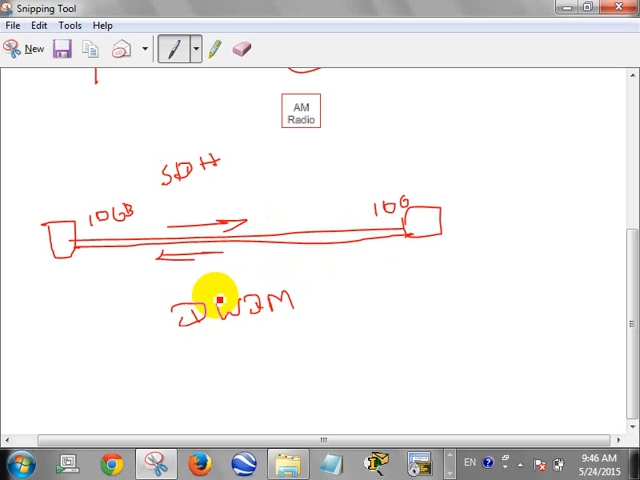 Snipping Tool
File Edit Tools Help
New
AM
Radio
SDH
10GB
10G
DWDM
EN
9:46 AM
5/24/2015